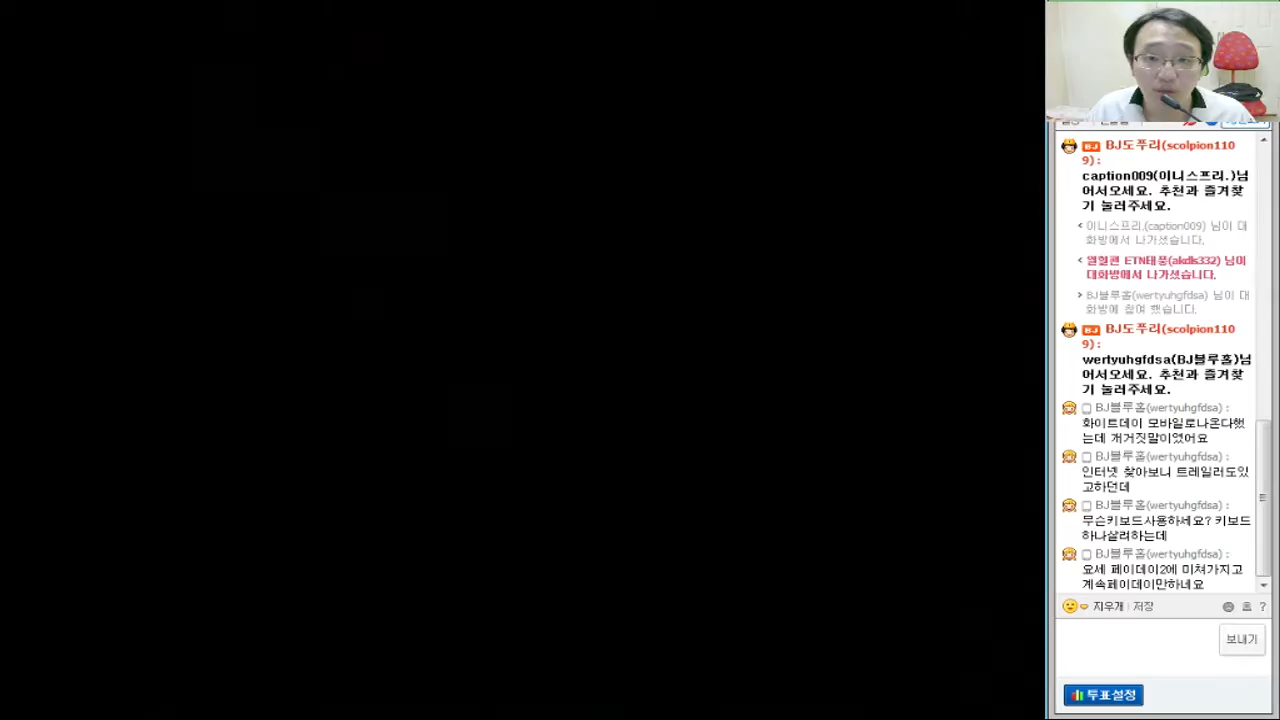 BJ BJ도푸리(scolpion110
9) :
caption009(이니스프리.)님
어서오세요. 추천과 즐겨찾
기 눌러주세요.
< 이니스프리.(caption009) 님이 대
화방에서 나가셨습니다.
< 열혈팬 ETN태풍(akdls332) 님이
대화방에서 나가셨습니다.
> BJ블루홀(wertyuhgfdsa) 님이 대
화방에 참여 했습니다.
BJ BJ도푸리(scolpion110
9) :
wertyuhgfdsa(BJ블루홀)님
어서오세요. 추천과 즐겨찾
기 눌러주세요.
BJ블루홀(wertyuhgfdsa) :
화이트데이 모바일로나온다했
는데 개거짓말이었어요
BJ블루홀(wertyuhgfdsa) :
인터넷 찾아보니 트레일러도있
고하던데
BJ블루홀(wertyuhgfdsa) :
무슨키보드사용하세요? 키보드
하나살려하는데
BJ블루홀(wertyuhgfdsa) :
요세 페이데이2에 미쳐가지고
계속페이데이만하네요
지우개 | 저장 ?
보내기
투표설정